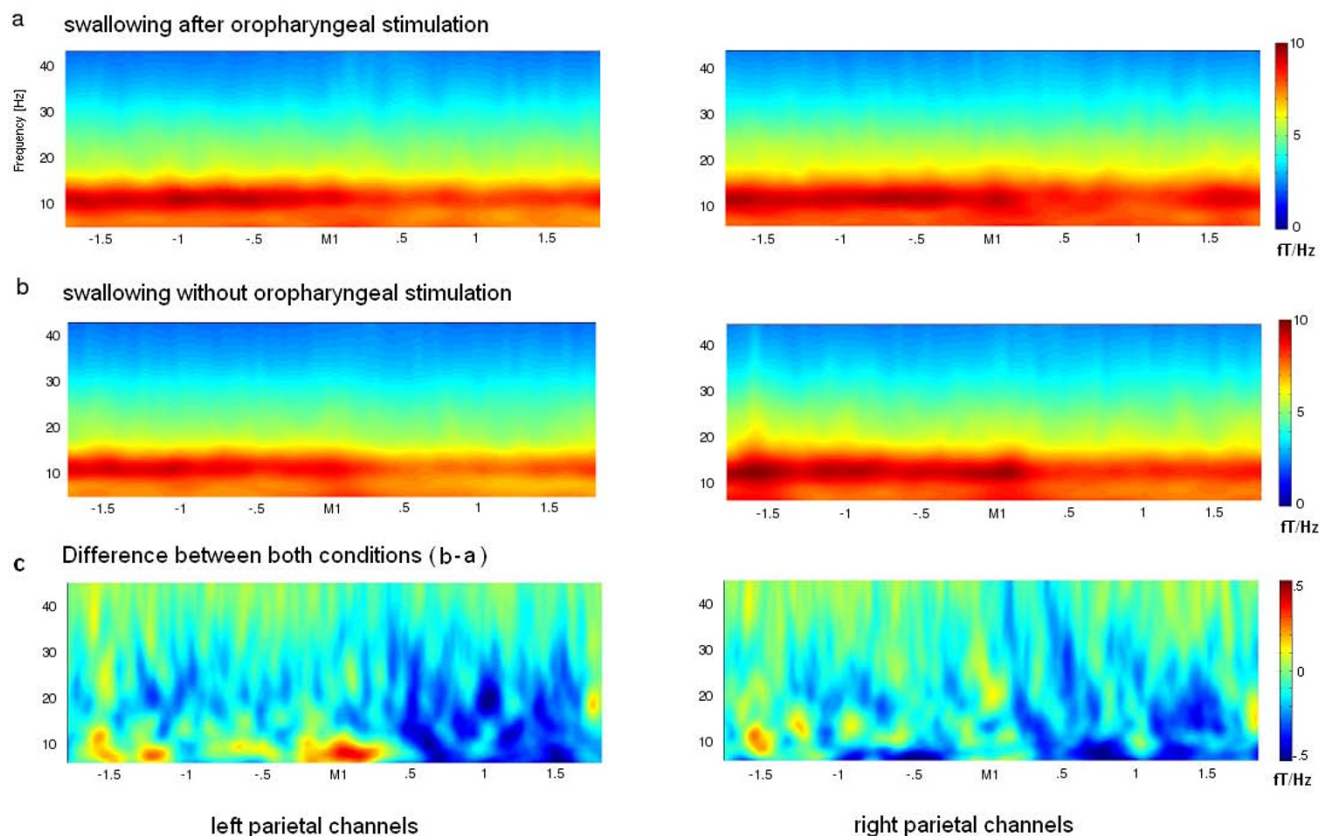 a swallowing after oropharyngeal stimulation
Frequency [Hz]
40
30
20
10
-1.5 -1 -.5 M1 .5 1 1.5
40
30
20
10
-1.5 -1 -.5 M1 .5 1 1.5
10
5
0
fT/Hz
b swallowing without oropharyngeal stimulation
40
30
20
10
-1.5 -1 -.5 M1 .5 1 1.5
40
30
20
10
-1.5 -1 -.5 M1 .5 1 1.5
10
5
0
fT/Hz
c Difference between both conditions (b-a)
40
30
20
10
-1.5 -1 -.5 M1 .5 1 1.5
40
30
20
10
-1.5 -1 -.5 M1 .5 1 1.5
.5
0
-.5
fT/Hz
left parietal channels
right parietal channels